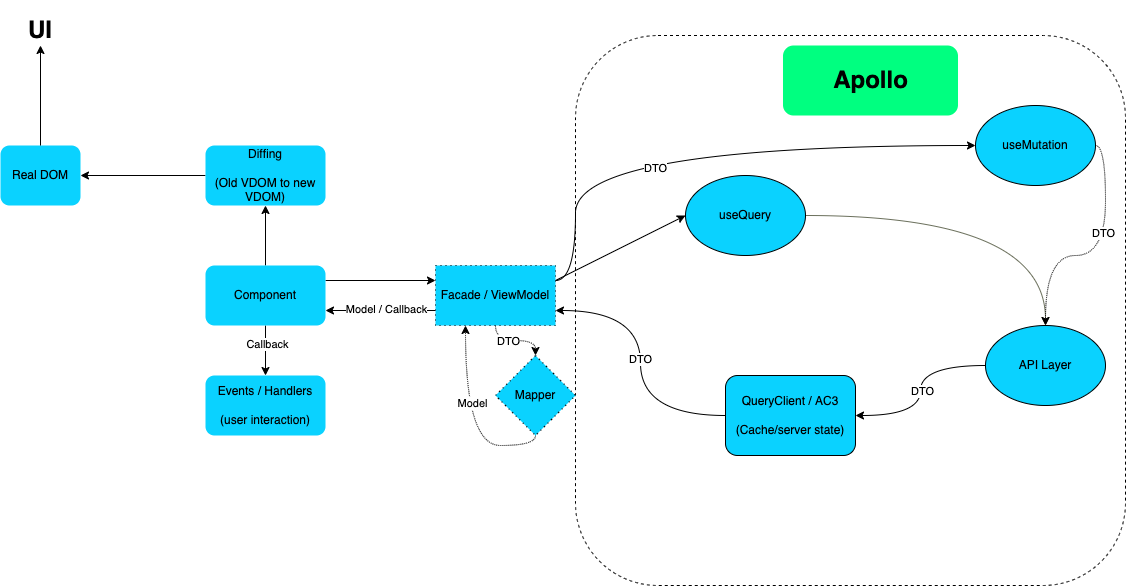 UI
Apollo
useMutation
Diffing
(Old VDOM to new
VDOM)
Real DOM
DTO
useQuery
DTO
Component
Facade / ViewModel
Model / Callback
Callback
DTO
DTO
API Layer
Events / Handlers
(user interaction)
Mapper
Model
DTO
QueryClient / AC3
(Cache/server state)